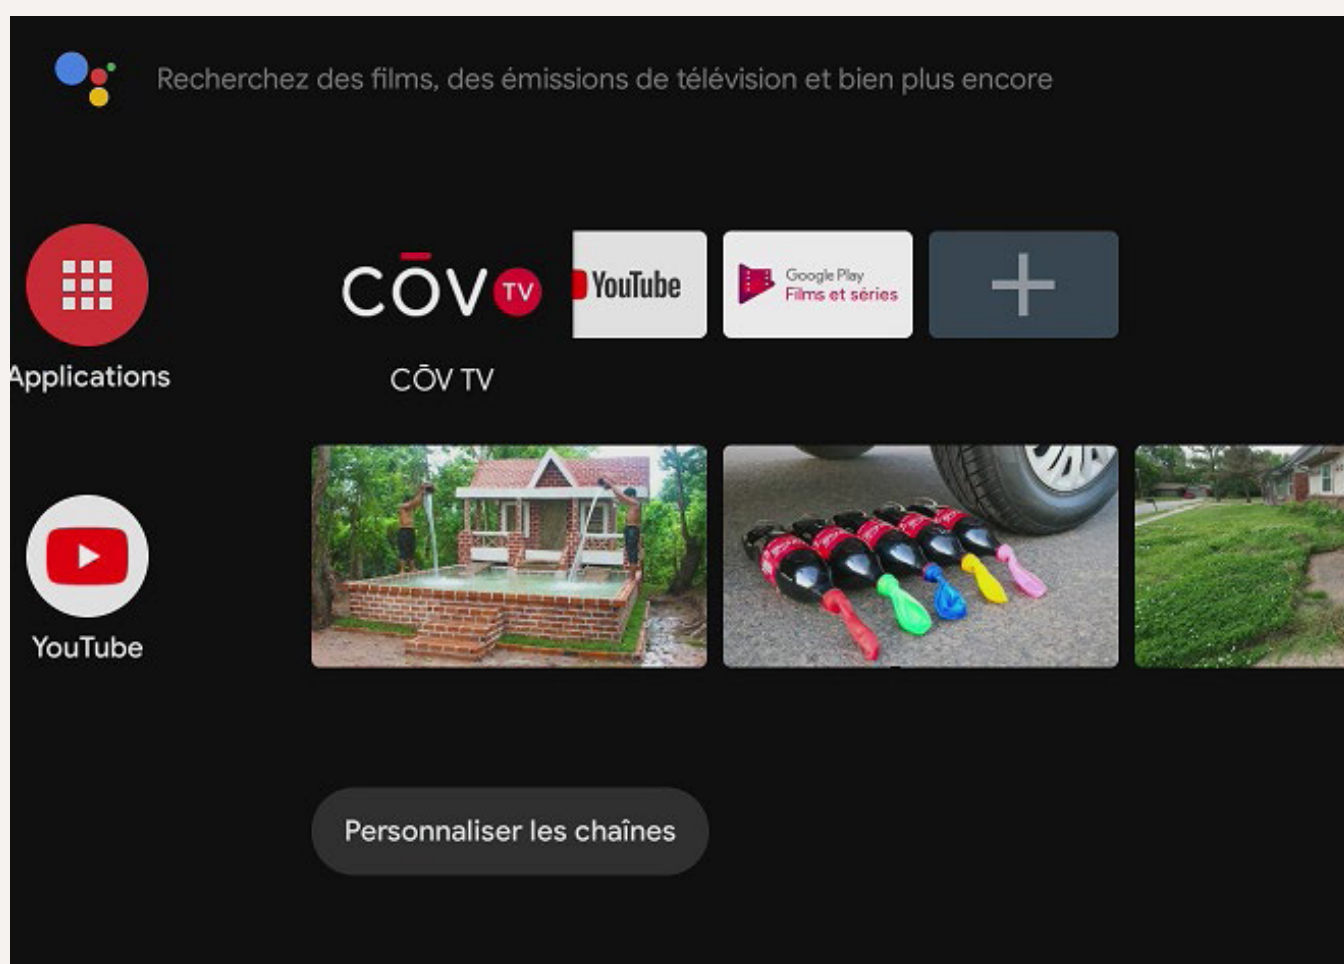 Recherchez des films, des émissions de télévision et bien plus encore
Applications
CŌV TV
YouTube
Google Play
Films et séries
CŌV TV
YouTube
Personnaliser les chaînes